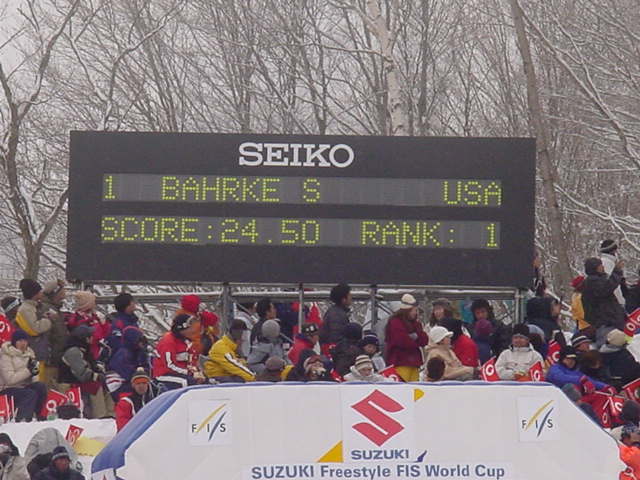 SEIKO
1 BAHRKE S USA
SCORE:24.50 RANK: 1
FIS
FIS
SUZUKI
SUZUKI Freestyle FIS World Cup